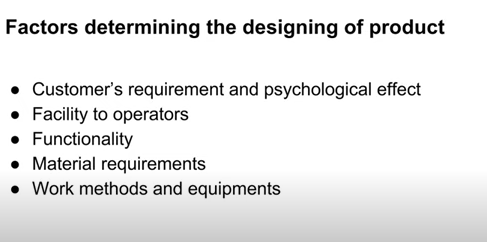 Factors determining the designing of product
● Customer's requirement and psychological effect
● Facility to operators
● Functionality
● Material requirements
● Work methods and equipments